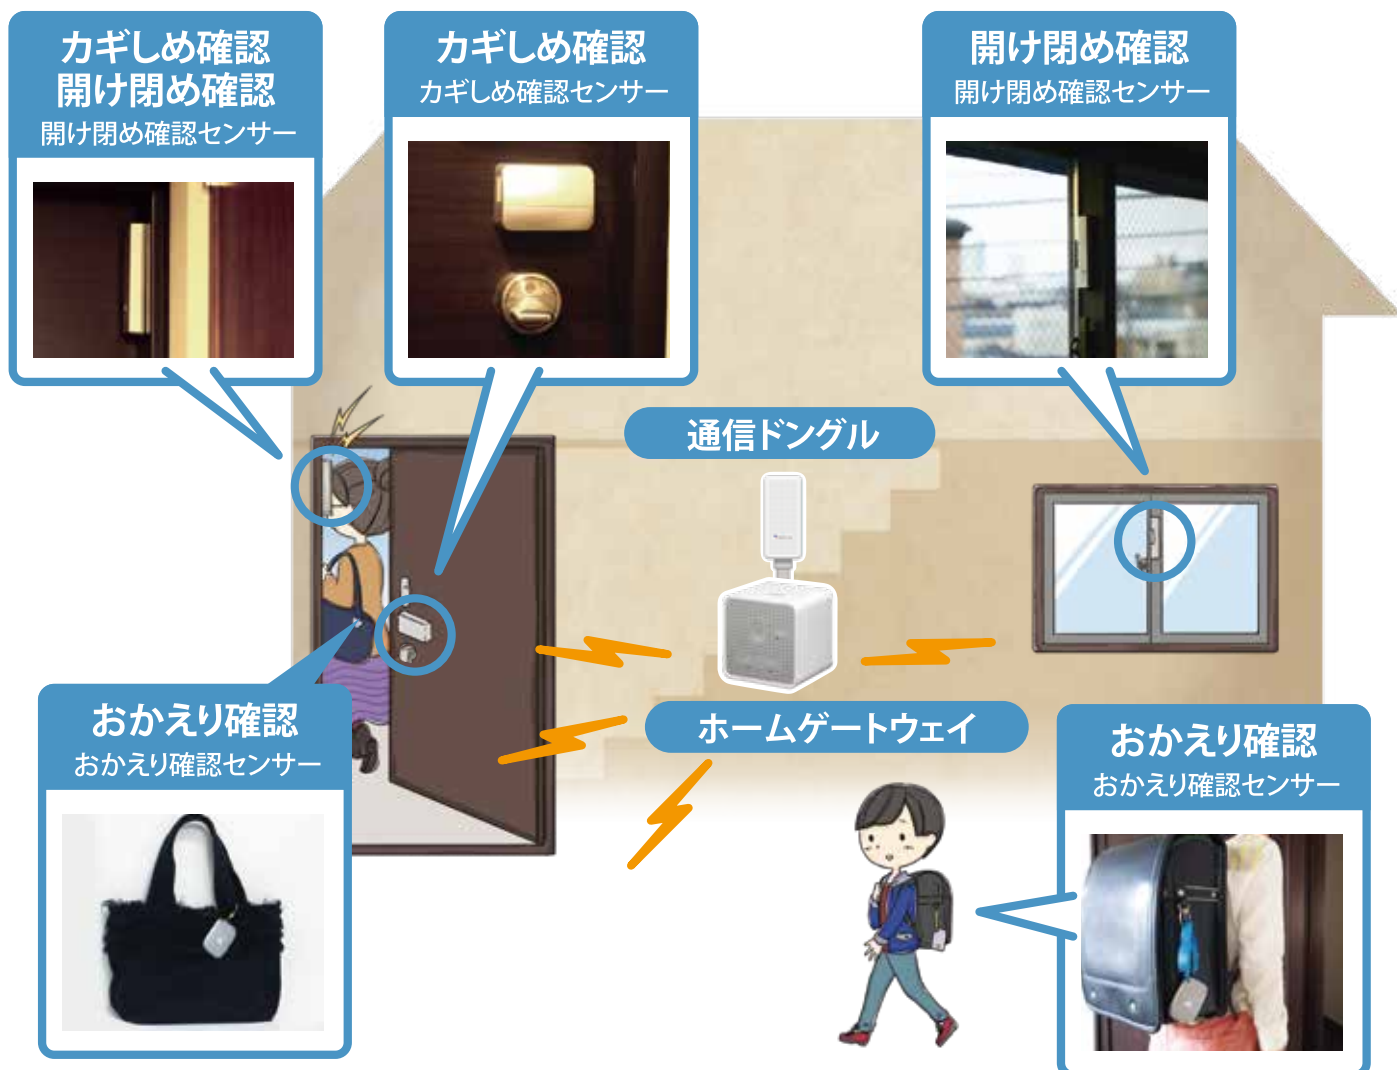 カギしめ確認
開け閉め確認
開け閉め確認センサー
カギしめ確認
カギしめ確認センサー
開け閉め確認
開け閉め確認センサー
通信ドングル
ホームゲートウェイ
おかえり確認
おかえり確認センサー
おかえり確認
おかえり確認センサー